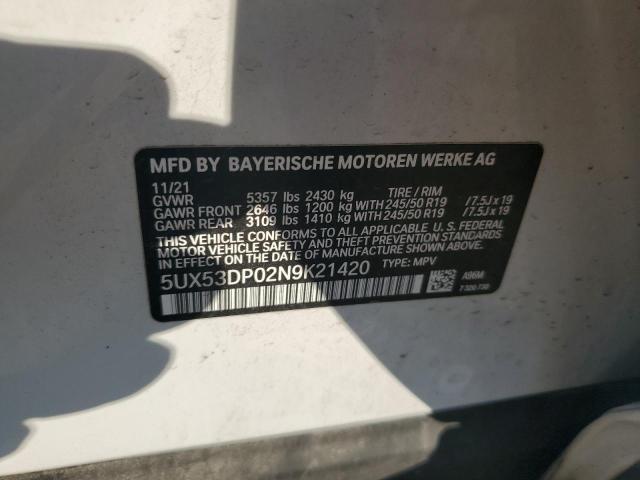 MFD BY BAYERISCHE MOTOREN WERKE AG
11/21
GVWR 5357 lbs 2430 kg TIRE / RIM
GAWR FRONT 2646 lbs 1200 kg WITH 245/50 R19 /7.5J x 19
GAWR REAR 3109 lbs 1410 kg WITH 245/50 R19 /7.5J x 19
THIS VEHICLE CONFORMS TO ALL APPLICABLE U. S. FEDERAL
MOTOR VEHICLE SAFETY AND THEFT PREVENTION STANDARDS
IN EFFECT ON THE DATE OF MANUFACTURE SHOWN ABOVE.
5UX53DP02N9K21420 TYPE: MPV
A96M
7 320 730